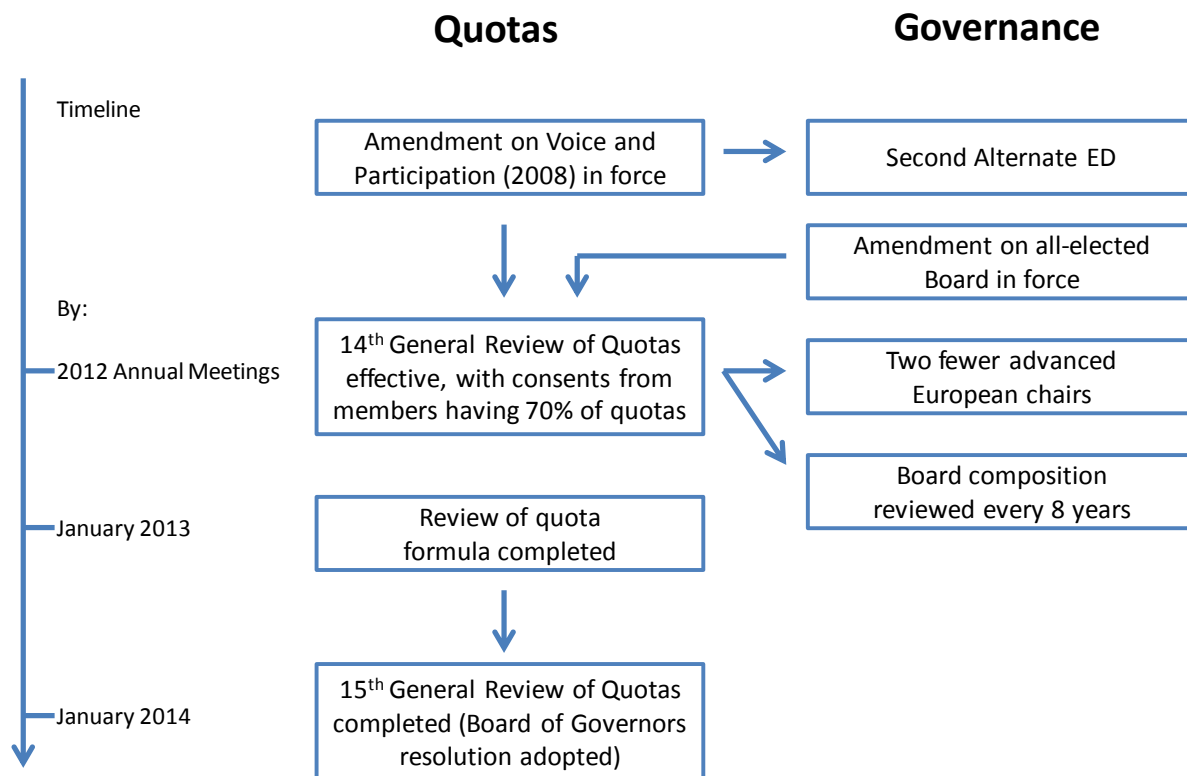 Quotas
Governance
Timeline
Amendment on Voice and
Participation (2008) in force
Second Alternate ED
Amendment on all-elected
Board in force
By:
2012 Annual Meetings
14th General Review of Quotas
effective, with consents from
members having 70% of quotas
Two fewer advanced
European chairs
Board composition
reviewed every 8 years
January 2013
Review of quota
formula completed
January 2014
15th General Review of Quotas
completed (Board of Governors
resolution adopted)